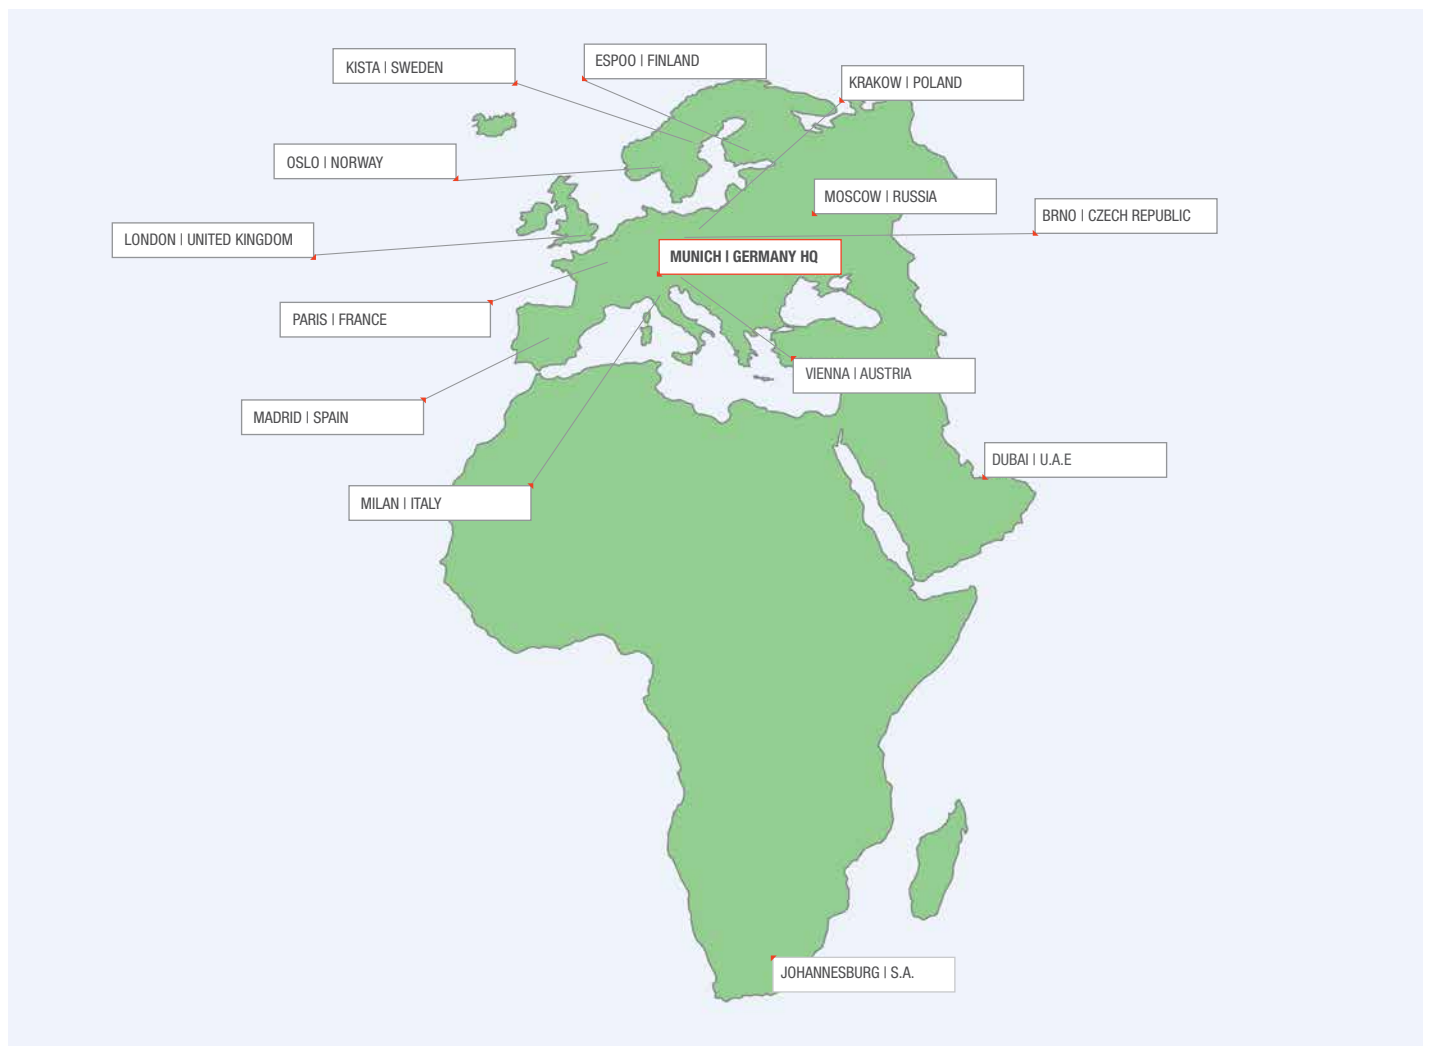 ESPOO | FINLAND
KISTA | SWEDEN
KRAKOW | POLAND
OSLO | NORWAY
MOSCOW | RUSSIA
BRNO | CZECH REPUBLIC
LONDON | UNITED KINGDOM
MUNICH | GERMANY HQ
PARIS | FRANCE
VIENNA | AUSTRIA
MADRID | SPAIN
DUBAI | U.A.E
MILAN | ITALY
JOHANNESBURG | S.A.